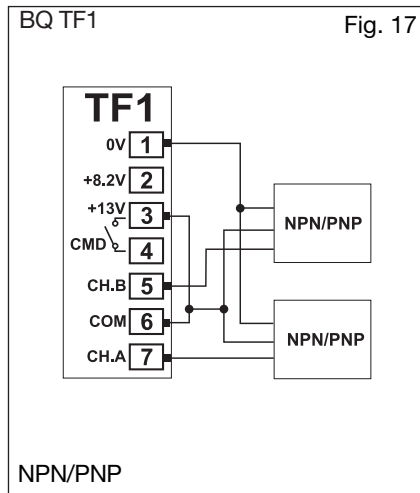 BQ TF1
Fig. 17
TF1
0V 1
+8.2V 2
+13V 3
CMD 4
CH.B 5
COM 6
CH.A 7
NPN/PNP
NPN/PNP
NPN/PNP